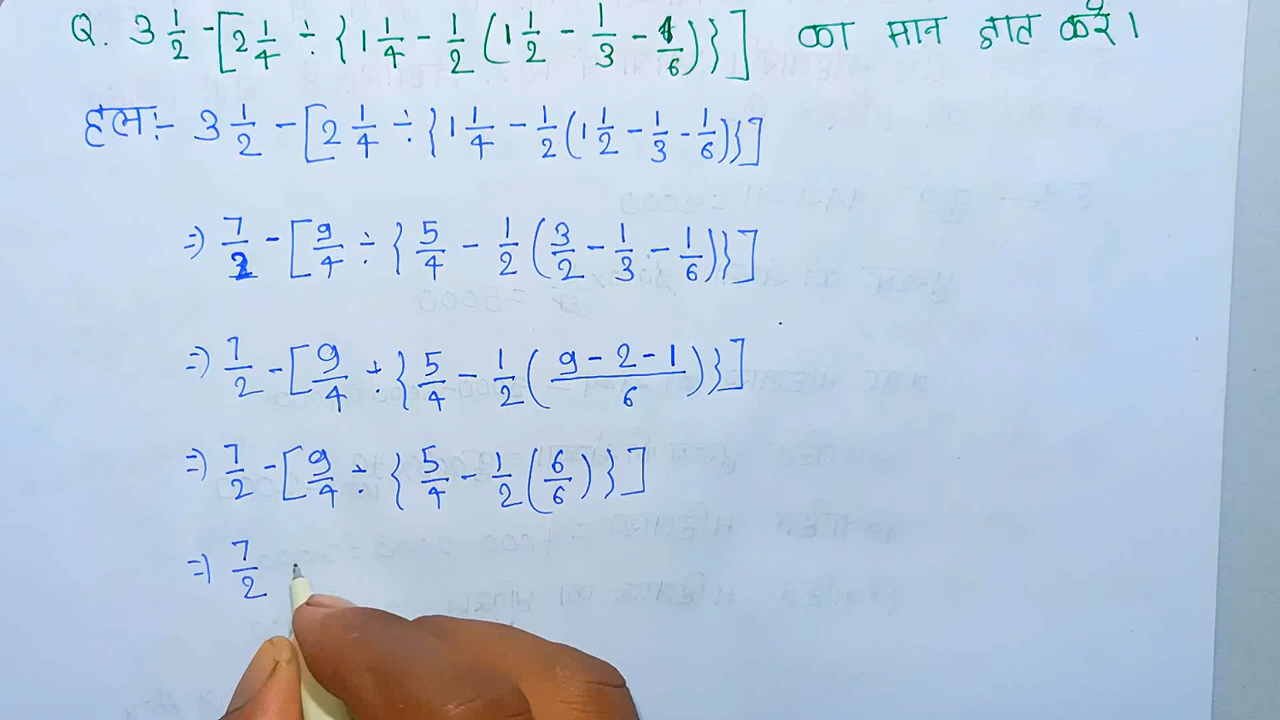 Q. 3 1/2 - [2 1/4 ÷ {1 1/4 - 1/2 (1 1/2 - 1/3 - 1/6)}] का मान ज्ञात करें।
हल:- 3 1/2 - [2 1/4 ÷ {1 1/4 - 1/2 (1 1/2 - 1/3 - 1/6)}]
⇒ 7/2 - [9/4 ÷ {5/4 - 1/2 (3/2 - 1/3 - 1/6)}]
⇒ 7/2 - [9/4 ÷ {5/4 - 1/2 ((9 - 2 - 1)/6)}]
⇒ 7/2 - [9/4 ÷ {5/4 - 1/2 (6/6)}]
⇒ 7/2